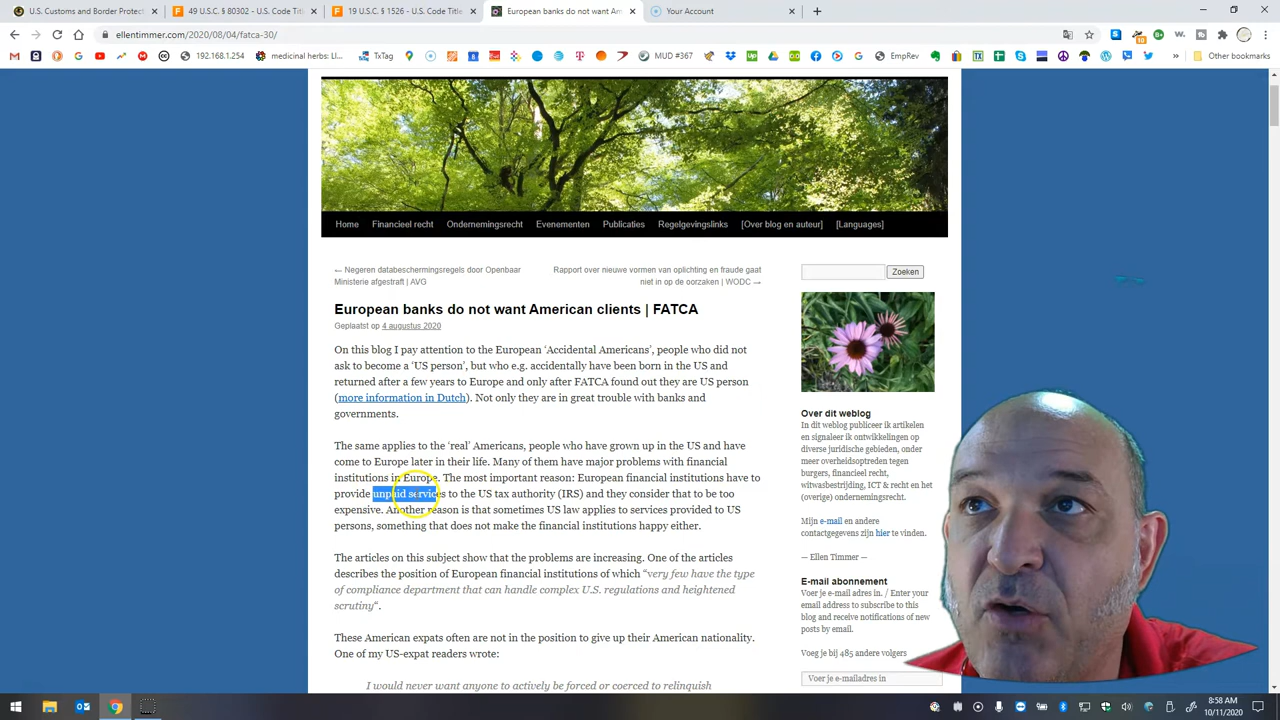 U.S. Customs and Border Protect
49 U.S.C. § 80302 - U.S. Code Titl
19 U.S.C. § 1526 - U.S. Code Title
European banks do not want Am
Your Account
ellentimmer.com/2020/08/04/fatca-30/
192.168.1.254
medicinal herbs: LI...
TxTag
MUD #367
EmpRev
Other bookmarks
Home
Financieel recht
Ondernemingsrecht
Evenementen
Publicaties
Regelgevingslinks
[Over blog en auteur]
[Languages]
← Negeren databeschermingsregels door Openbaar
Ministerie afgestraft | AVG
Rapport over nieuwe vormen van oplichting en fraude gaat
niet in op de oorzaken | WODC →
European banks do not want American clients | FATCA
Geplaatst op 4 augustus 2020
On this blog I pay attention to the European ‘Accidental Americans’, people who did not
ask to become a ‘US person’, but who e.g. accidentally have been born in the US and
returned after a few years to Europe and only after FATCA found out they are US person
(more information in Dutch). Not only they are in great trouble with banks and
governments.
The same applies to the ‘real’ Americans, people who have grown up in the US and have
come to Europe later in their life. Many of them have major problems with financial
institutions in Europe. The most important reason: European financial institutions have to
provide unpaid services to the US tax authority (IRS) and they consider that to be too
expensive. Another reason is that sometimes US law applies to services provided to US
persons, something that does not make the financial institutions happy either.
The articles on this subject show that the problems are increasing. One of the articles
describes the position of European financial institutions of which “very few have the type
of compliance department that can handle complex U.S. regulations and heightened
scrutiny“.
These American expats often are not in the position to give up their American nationality.
One of my US-expat readers wrote:
I would never want anyone to actively be forced or coerced to relinquish
Zoeken
Over dit weblog
In dit weblog publiceer ik artikelen
en signaleer ik ontwikkelingen op
diverse juridische gebieden, onder
meer overheidsoptreden tegen
burgers, financieel recht,
witwasbestrijding, ICT & recht en het
(overige) ondernemingsrecht.
Mijn e-mail en andere
contactgegevens zijn hier te vinden.
— Ellen Timmer —
E-mail abonnement
Voer je e-mail adres in. / Enter your
email address to subscribe to this
blog and receive notifications of new
posts by email.
Voeg je bij 485 andere volgers
Voer je e-mailadres in
8:58 AM
10/11/2020